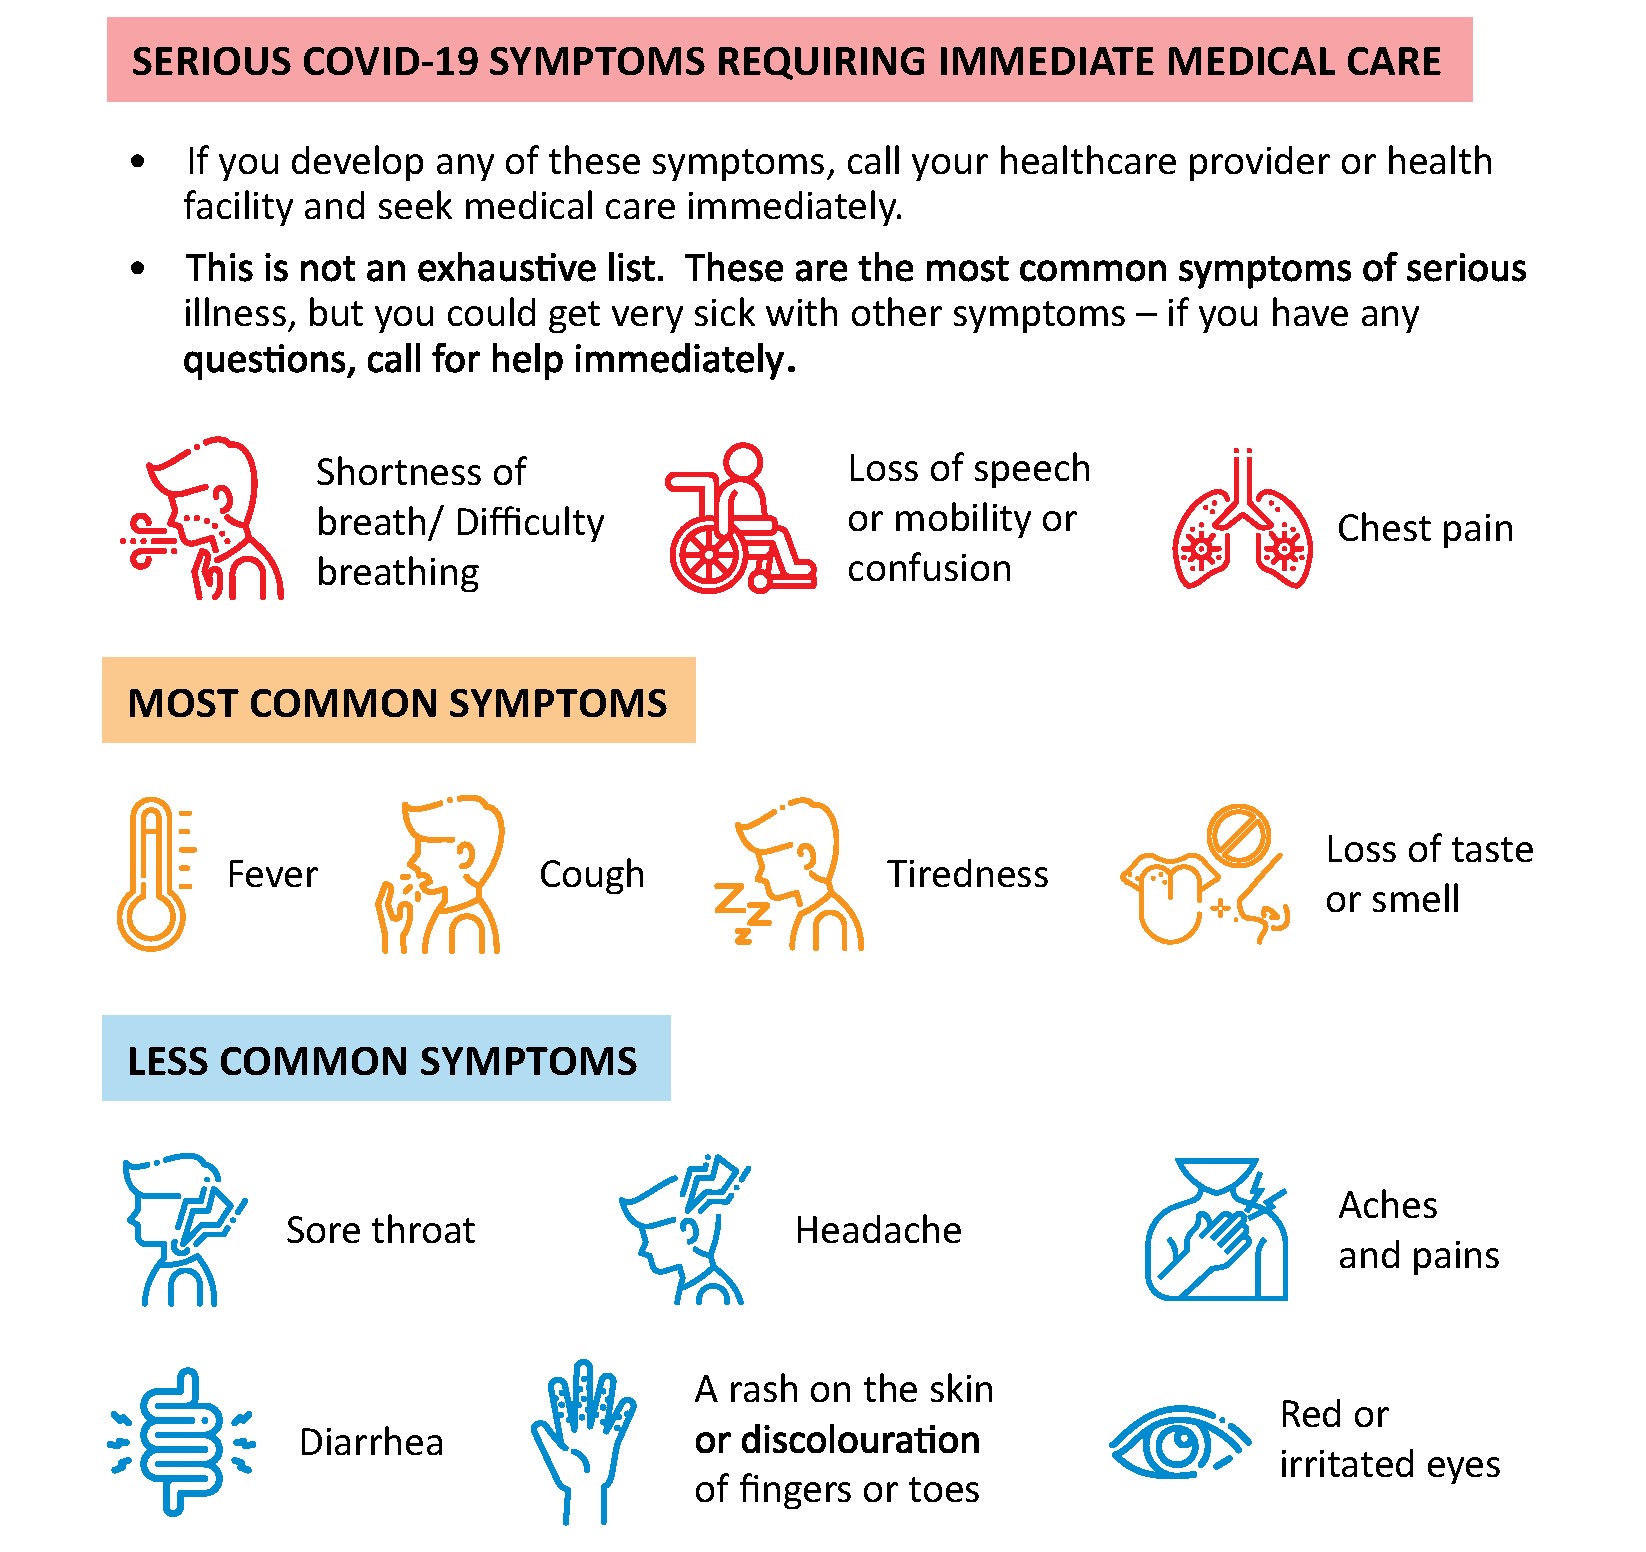 SERIOUS COVID-19 SYMPTOMS REQUIRING IMMEDIATE MEDICAL CARE
• If you develop any of these symptoms, call your healthcare provider or health
facility and seek medical care immediately.
• This is not an exhaustive list.  These are the most common symptoms of serious
illness, but you could get very sick with other symptoms – if you have any
questions, call for help immediately.
Shortness of
breath/ Difficulty
breathing
Loss of speech
or mobility or
confusion
Chest pain
MOST COMMON SYMPTOMS
Fever
Cough
Z
Z
Z
Tiredness
Loss of taste
or smell
LESS COMMON SYMPTOMS
Sore throat
Headache
Aches
and pains
Diarrhea
A rash on the skin
or discolouration
of fingers or toes
Red or
irritated eyes